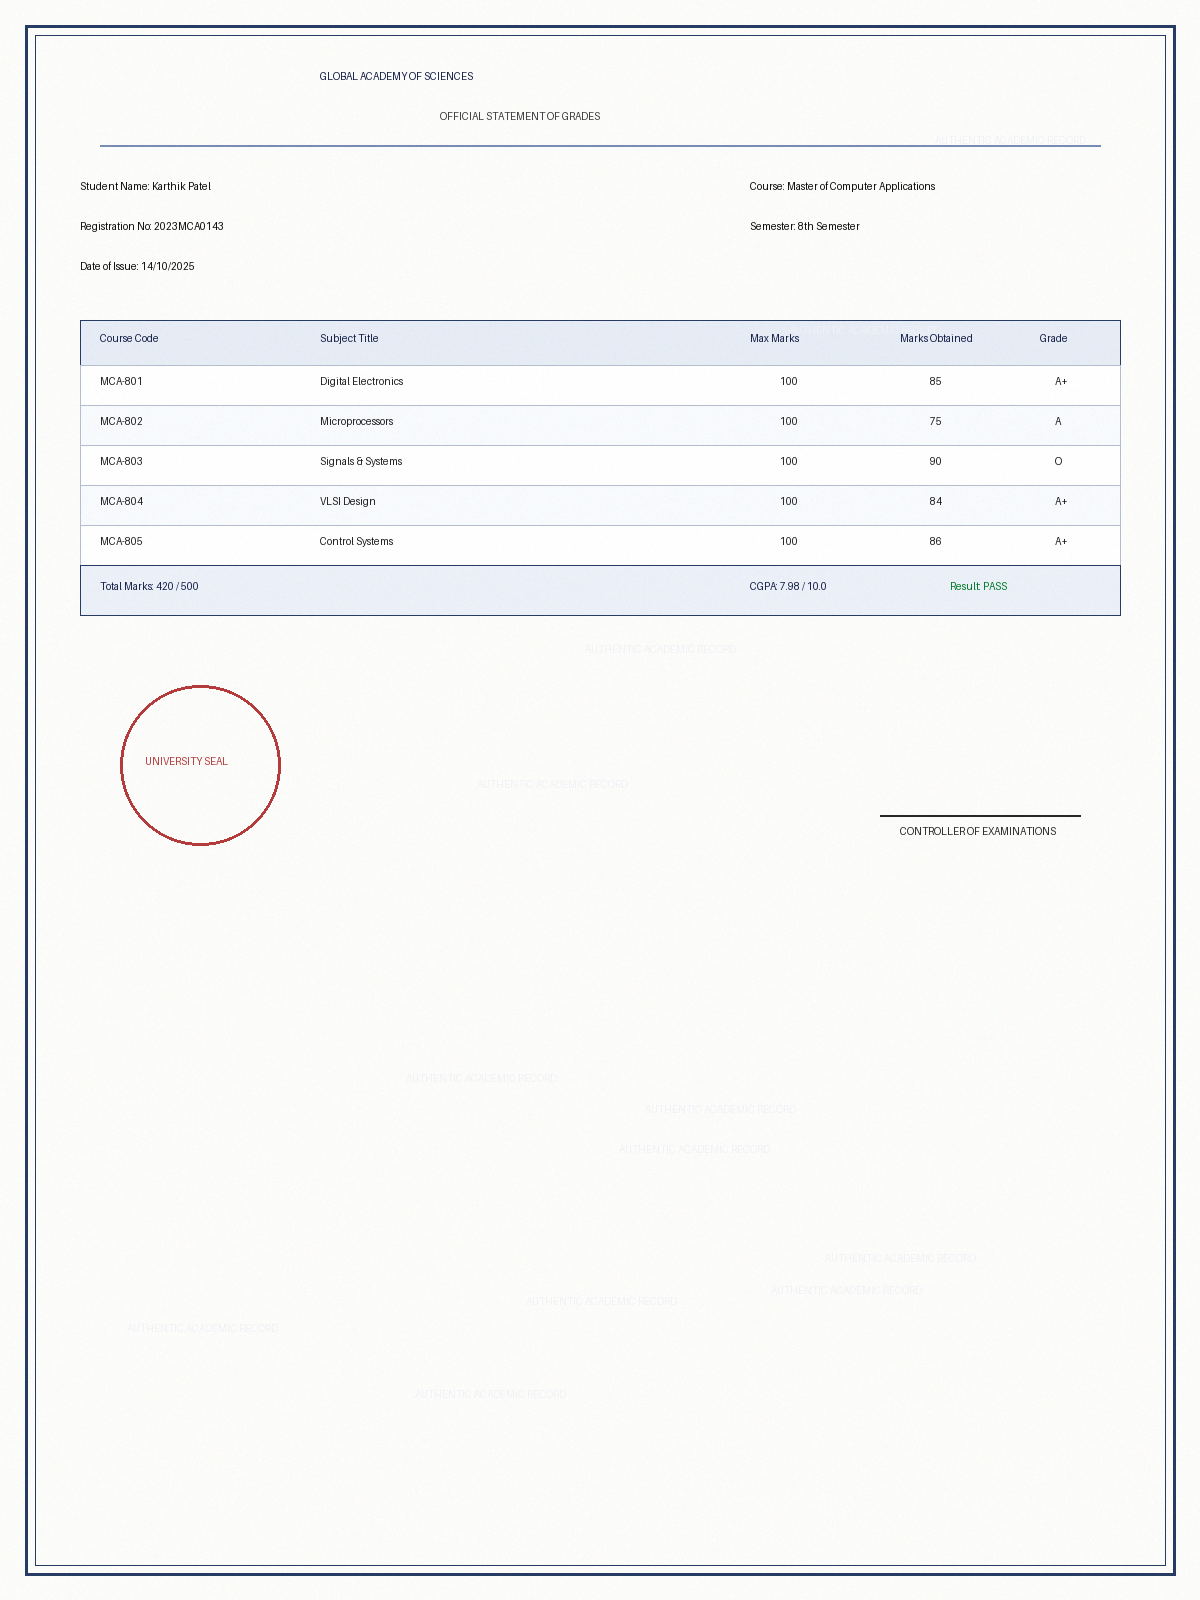 GLOBAL ACADEMY OF SCIENCES
OFFICIAL STATEMENT OF GRADES
AUTHENTIC ACADEMIC RECORD
Student Name: Karthik Patel Course: Master of Computer Applications
Registration No: 2023MCA0143 Semester: 8th Semester
Date of Issue: 14/10/2025
Course Code Subject Title Max Marks Marks Obtained Grade
MCA-801 Digital Electronics 100 85 A+
MCA-802 Microprocessors 100 75 A
MCA-803 Signals & Systems 100 90 O
MCA-804 VLSI Design 100 84 A+
MCA-805 Control Systems 100 86 A+
Total Marks: 420 / 500 CGPA: 7.98 / 10.0 Result: PASS
AUTHENTIC ACADEMIC RECORD
UNIVERSITY SEAL
AUTHENTIC ACADEMIC RECORD
CONTROLLER OF EXAMINATIONS
AUTHENTIC ACADEMIC RECORD
AUTHENTIC ACADEMIC RECORD
AUTHENTIC ACADEMIC RECORD
AUTHENTIC ACADEMIC RECORD
AUTHENTIC ACADEMIC RECORD
AUTHENTIC ACADEMIC RECORD
AUTHENTIC ACADEMIC RECORD
AUTHENTIC ACADEMIC RECORD